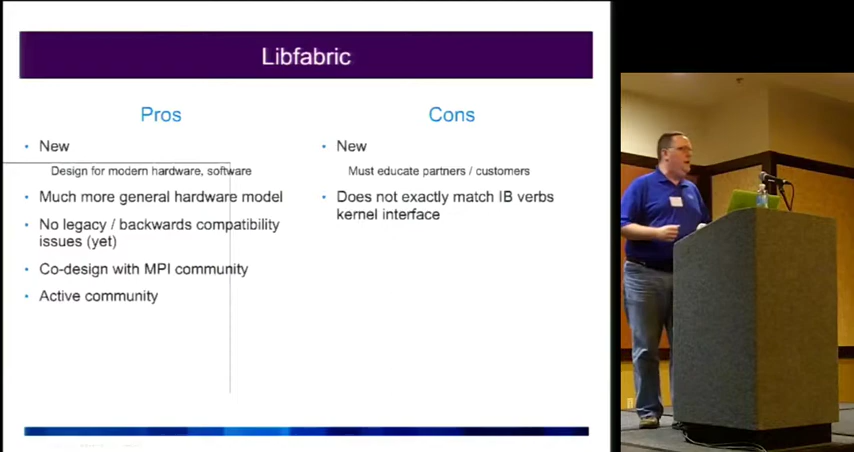 Libfabric
Pros
• New
Design for modern hardware, software
• Much more general hardware model
• No legacy / backwards compatibility
issues (yet)
• Co-design with MPI community
• Active community
Cons
• New
Must educate partners / customers
• Does not exactly match IB verbs
kernel interface